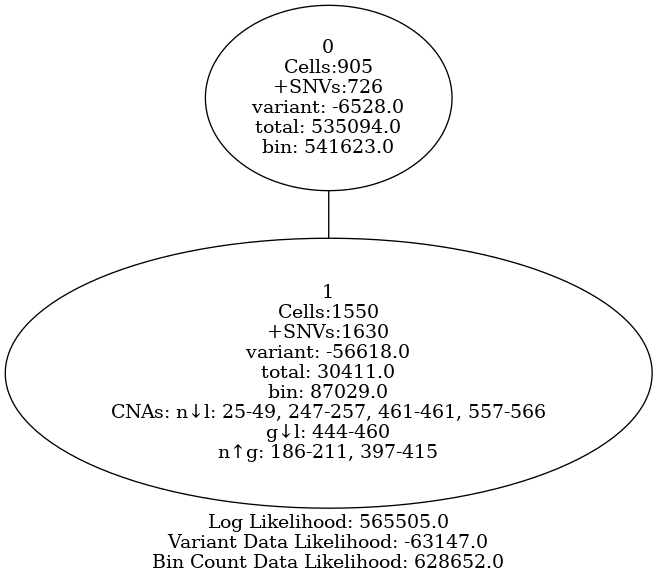 0
Cells:905
+SNVs:726
variant: -6528.0
total: 535094.0
bin: 541623.0
1
Cells:1550
+SNVs:1630
variant: -56618.0
total: 30411.0
bin: 87029.0
CNAs: n↓l: 25-49, 247-257, 461-461, 557-566
g↓l: 444-460
n↑g: 186-211, 397-415
Log Likelihood: 565505.0
Variant Data Likelihood: -63147.0
Bin Count Data Likelihood: 628652.0